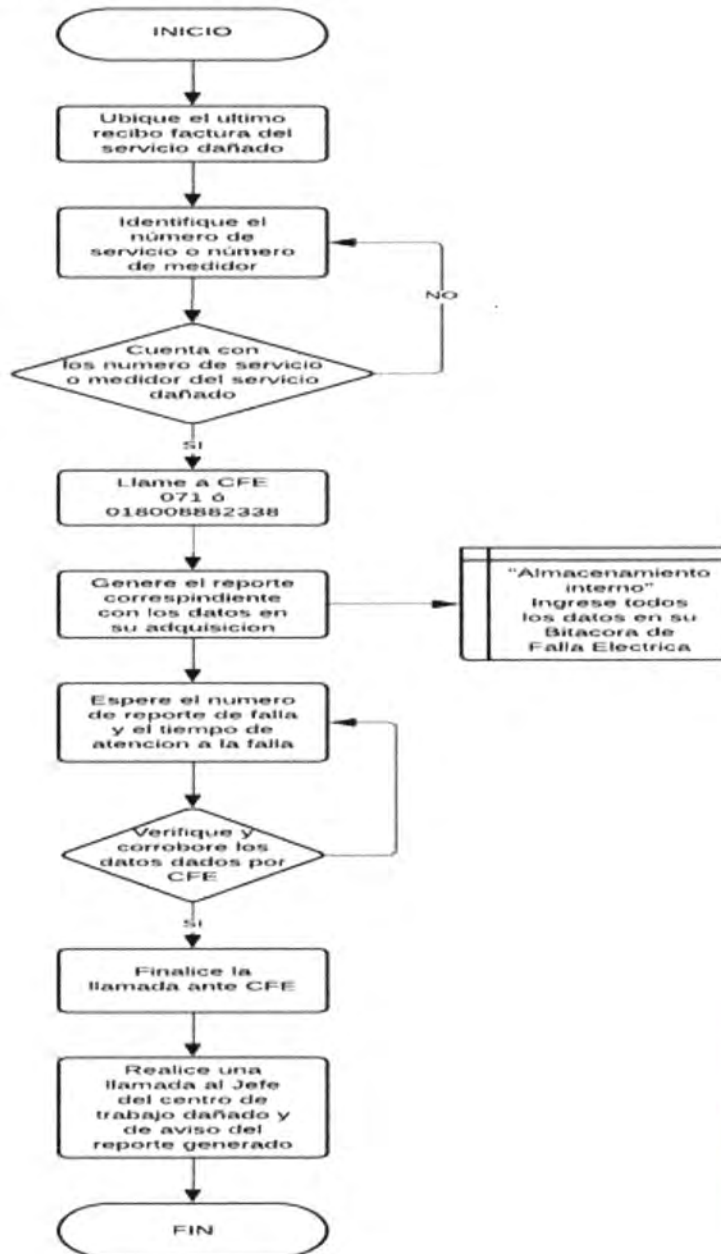 INICIO
Ubique el ultimo
recibo factura del
servicio dañado
Identifique el
número de
servicio o número
de medidor
NO
Cuenta con
los numero de servicio
o medidor del servicio
dañado
SI
Llame a CFE
071 ó
018008882338
Genere el reporte
correspindiente
con los datos en
su adquisicion
"Almacenamiento
interno"
Ingrese todos
los datos en su
Bitacora de
Falla Electrica
Espere el numero
de reporte de falla
y el tiempo de
atencion a la falla
Verifique y
corrobore los
datos dados por
CFE
SI
Finalice la
llamada ante CFE
Realice una
llamada al Jefe
del centro de
trabajo dañado y
de aviso del
reporte generado
FIN